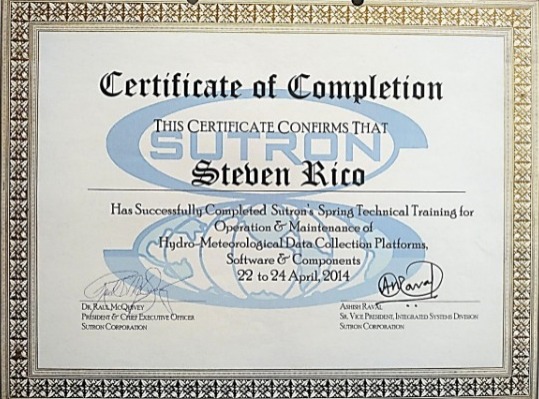 Certificate of Completion
THIS CERTIFICATE CONFIRMS THAT
SUTRON
Steven Rico
Has Successfully Completed Sutron's Spring Technical Training for
Operation & Maintenance of
Hydro-Meteorological Data Collection Platforms,
Software & Components
22 to 24 April, 2014
DR. RAUL MCQUIVEY
PRESIDENT & CHIEF EXECUTIVE OFFICER
SUTRON CORPORATION
ASHISH RAVAL
SR. VICE PRESIDENT, INTEGRATED SYSTEMS DIVISION
SUTRON CORPORATION